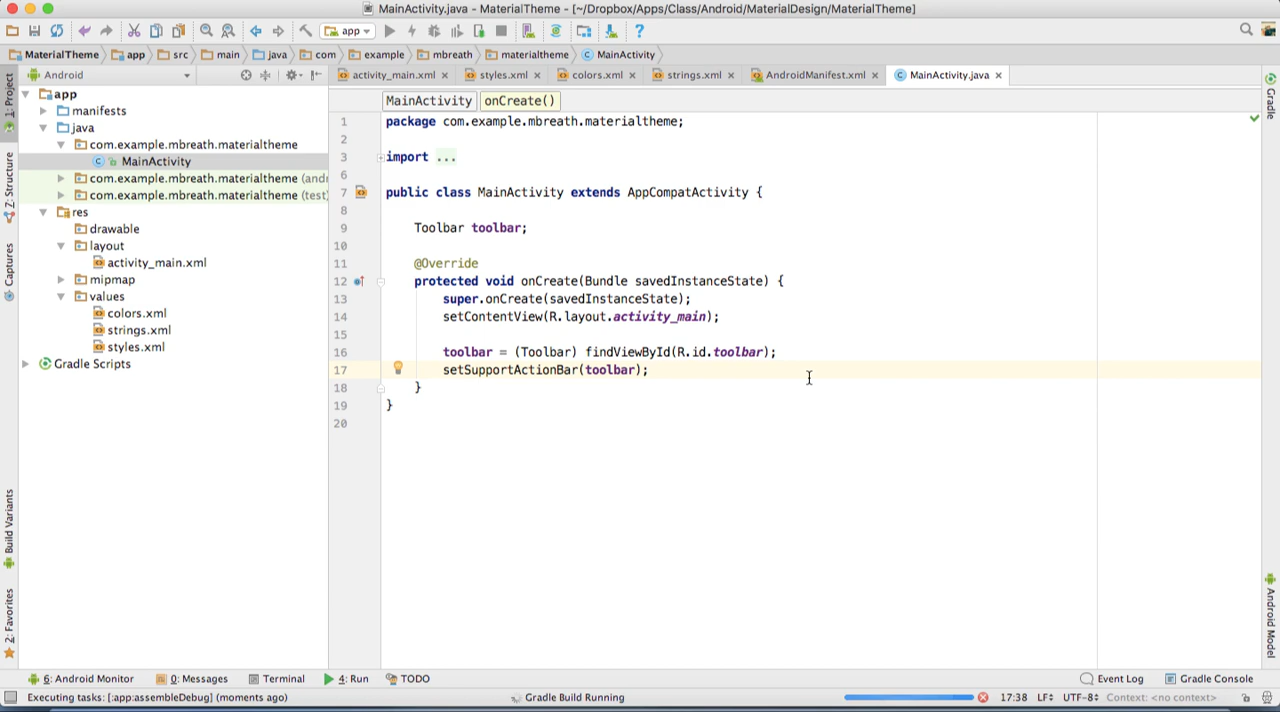 MainActivity.java - MaterialTheme - [~/Dropbox/Apps/Class/Android/MaterialDesign/MaterialTheme]
app
MaterialTheme app src main java com example mbreath materialtheme MainActivity
Android
activity_main.xml styles.xml colors.xml strings.xml AndroidManifest.xml MainActivity.java
1: Project
Z: Structure
Captures
Build Variants
2: Favorites
app
manifests
java
com.example.mbreath.materialtheme
MainActivity
com.example.mbreath.materialtheme (andr
com.example.mbreath.materialtheme (test)
res
drawable
layout
activity_main.xml
mipmap
values
colors.xml
strings.xml
styles.xml
Gradle Scripts
MainActivity onCreate()
1 package com.example.mbreath.materialtheme;
2
3 import ...
6
7 public class MainActivity extends AppCompatActivity {
8
9 Toolbar toolbar;
10
11 @Override
12 protected void onCreate(Bundle savedInstanceState) {
13 super.onCreate(savedInstanceState);
14 setContentView(R.layout.activity_main);
15
16 toolbar = (Toolbar) findViewById(R.id.toolbar);
17 setSupportActionBar(toolbar);
18 }
19 }
20
Gradle
Android Model
6: Android Monitor 0: Messages Terminal 4: Run TODO Event Log Gradle Console
Executing tasks: [:app:assembleDebug] (moments ago) Gradle Build Running 17:38 LF UTF-8 Context: <no context>